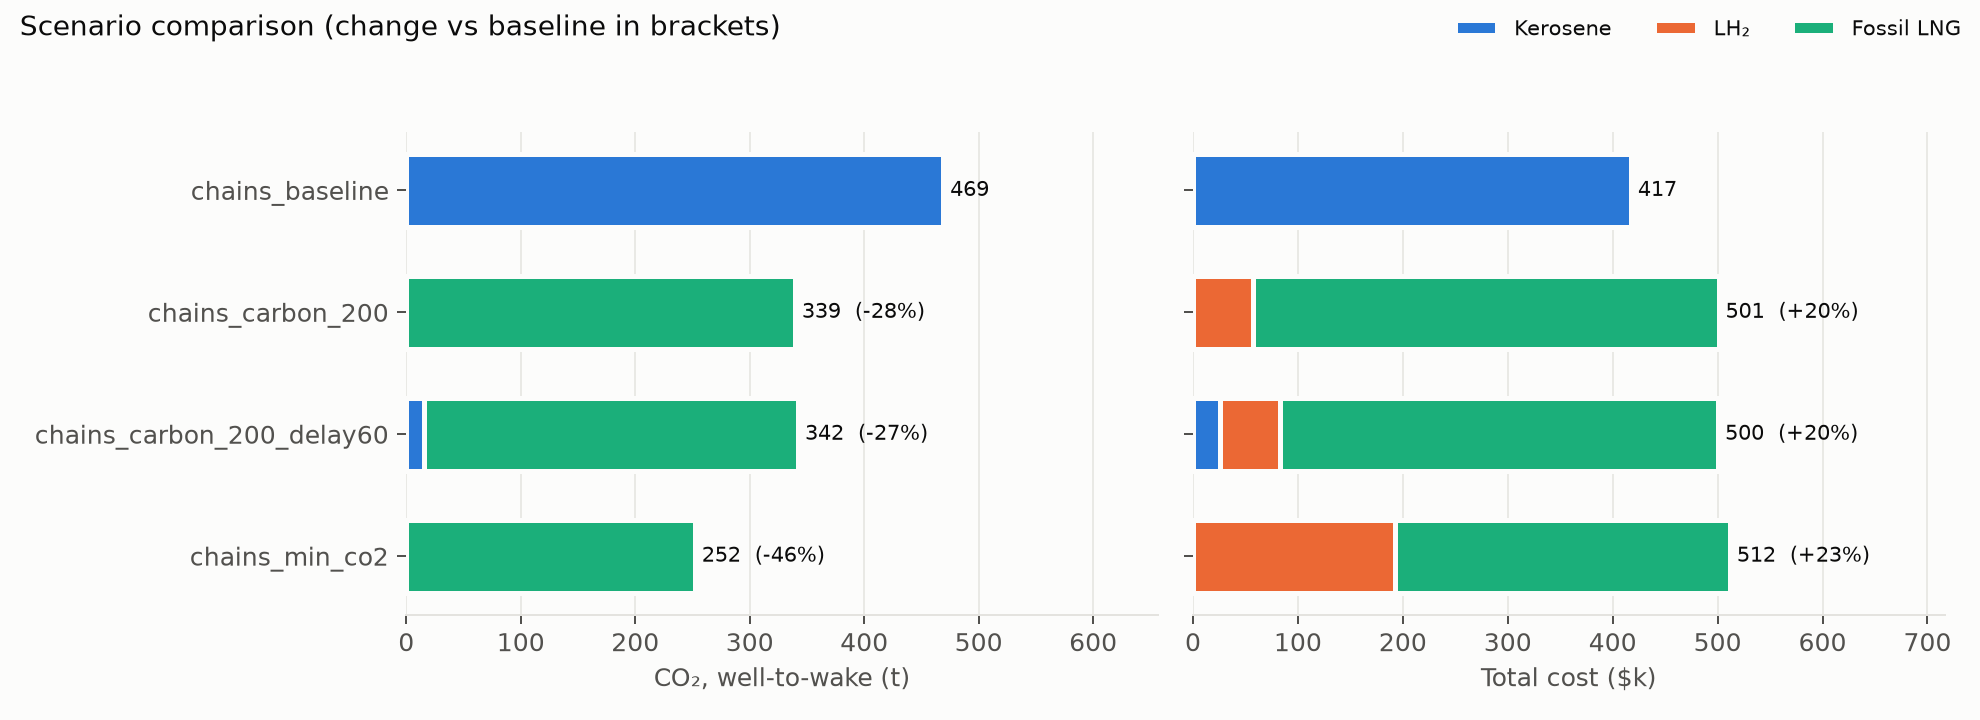 Scenario comparison (change vs baseline in brackets)
Kerosene
LH₂
Fossil LNG
chains_baseline
469
417
chains_carbon_200
339 (-28%)
501 (+20%)
chains_carbon_200_delay60
342 (-27%)
500 (+20%)
chains_min_co2
252 (-46%)
512 (+23%)
0 100 200 300 400 500 600
0 100 200 300 400 500 600 700
CO₂, well-to-wake (t)
Total cost ($k)